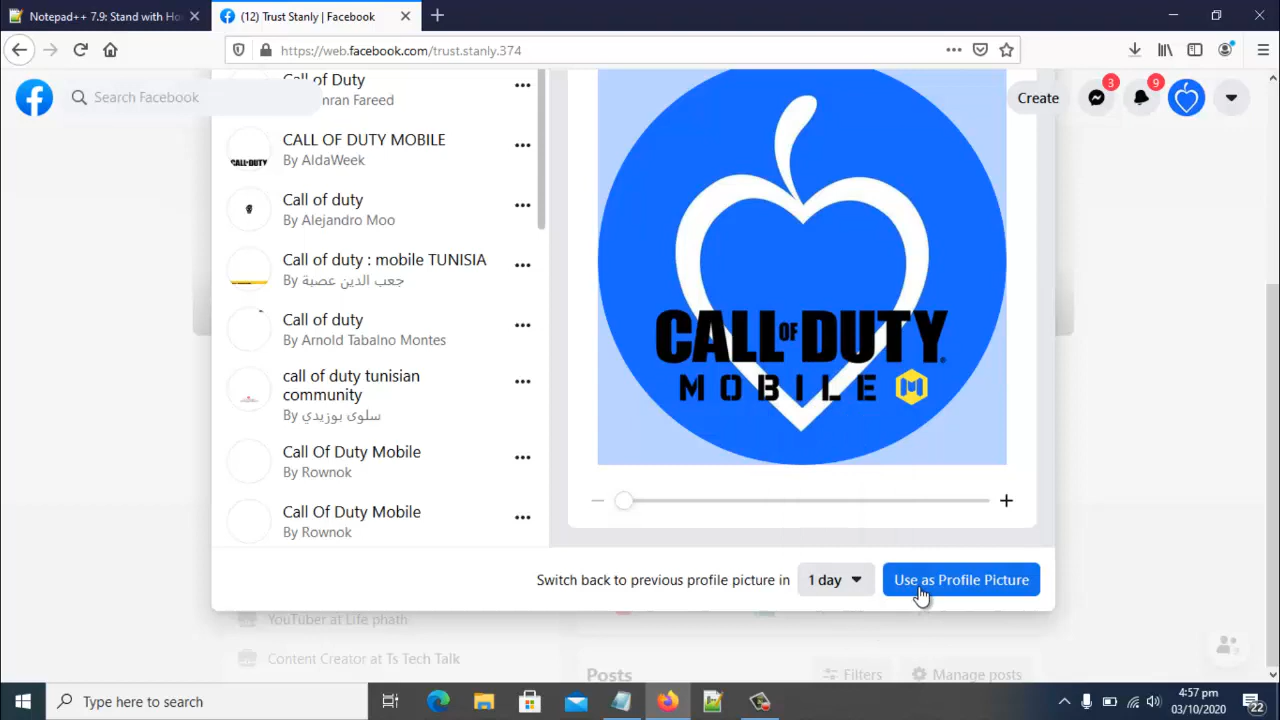 Notepad++ 7.9: Stand with Ho
(12) Trust Stanly | Facebook
https://web.facebook.com/trust.stanly.374
Search Facebook
Create
3
9
Call of Duty
mran Fareed
CALL OF DUTY MOBILE
By AldaWeek
CALL OF DUTY
Call of duty
By Alejandro Moo
Call of duty : mobile TUNISIA
By جعب الدين عصبة
Call of duty
By Arnold Tabalno Montes
call of duty tunisian
community
By سلوى بوزيدي
Call Of Duty Mobile
By Rownok
Call Of Duty Mobile
By Rownok
CALL OF DUTY
MOBILE M
Switch back to previous profile picture in
1 day
Use as Profile Picture
YouTuber at Life phath
Content Creator at Ts Tech Talk
Posts
Filters
Manage posts
Type here to search
4:57 pm
03/10/2020
22